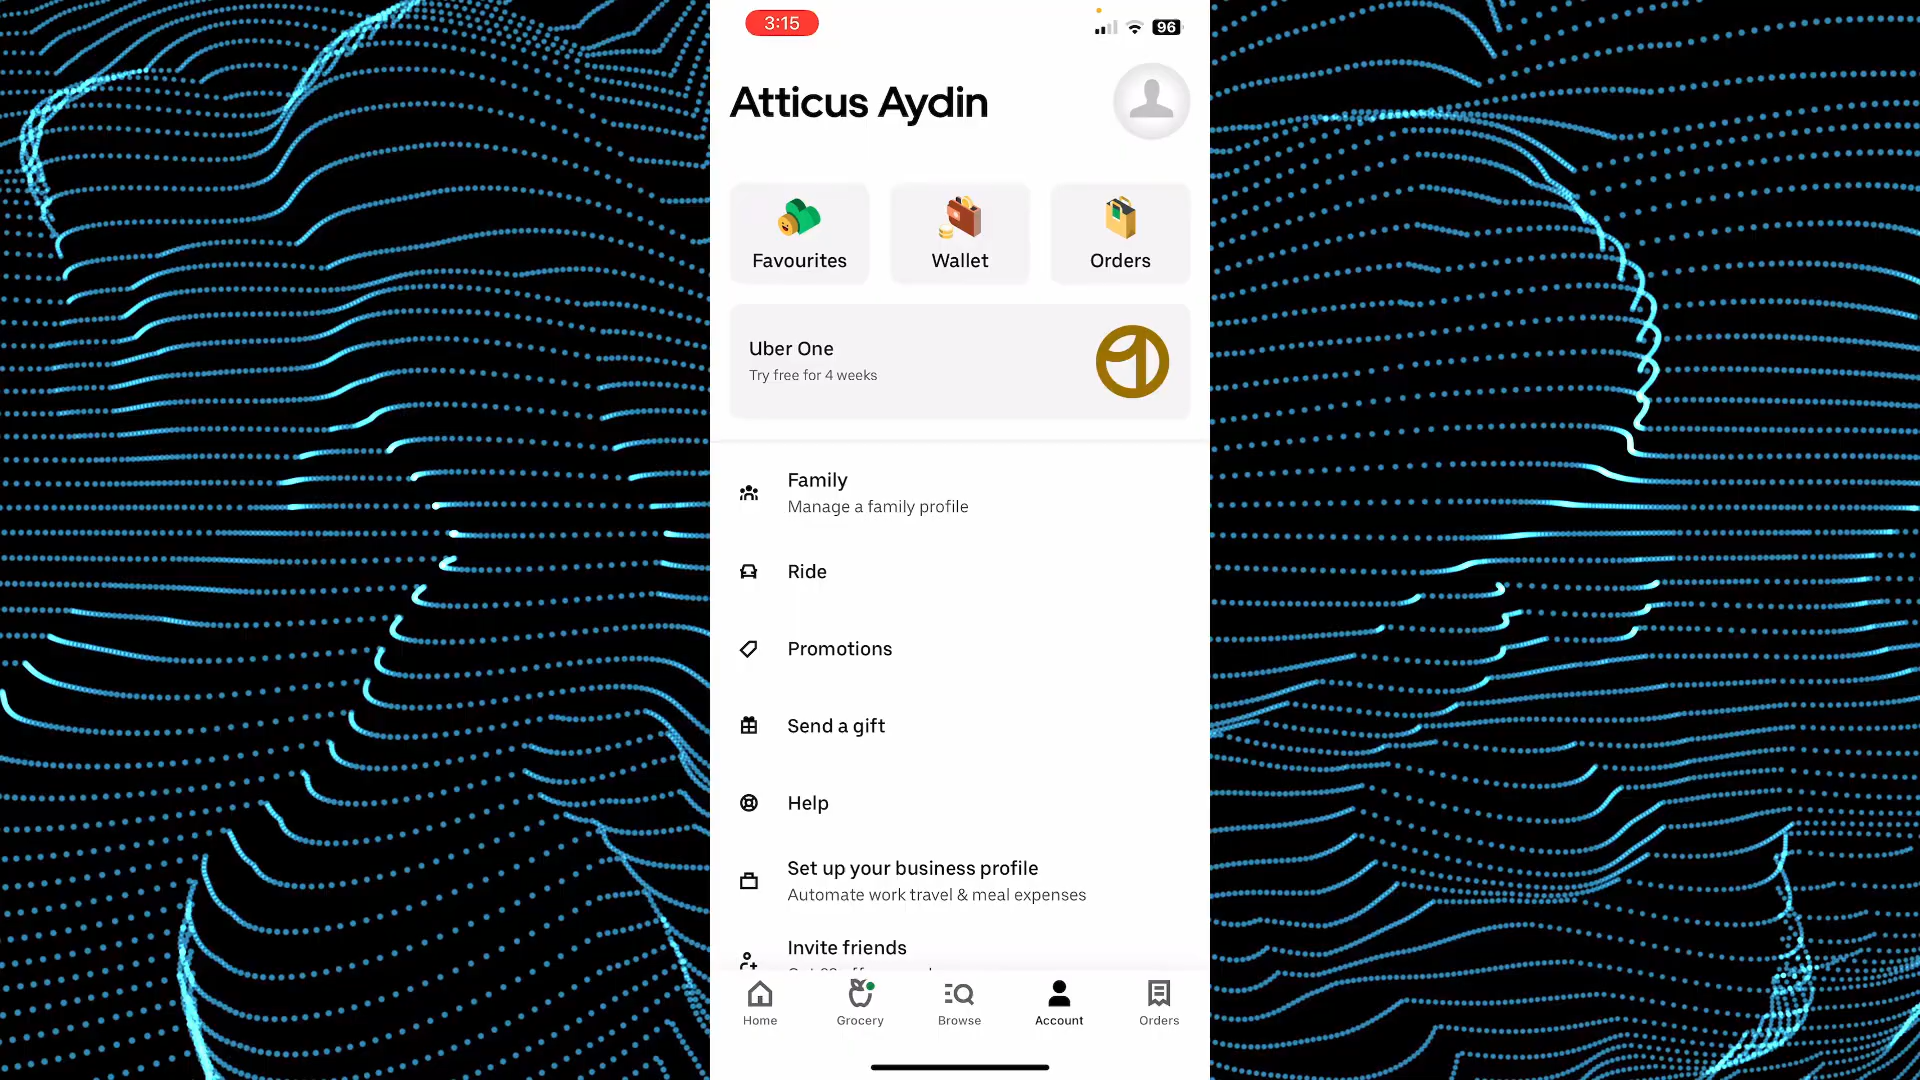 3:15
96
Atticus Aydin
Favourites
Wallet
Orders
Uber One
Try free for 4 weeks
Family
Manage a family profile
Ride
Promotions
Send a gift
Help
Set up your business profile
Automate work travel & meal expenses
Invite friends
Home
Grocery
Browse
Account
Orders